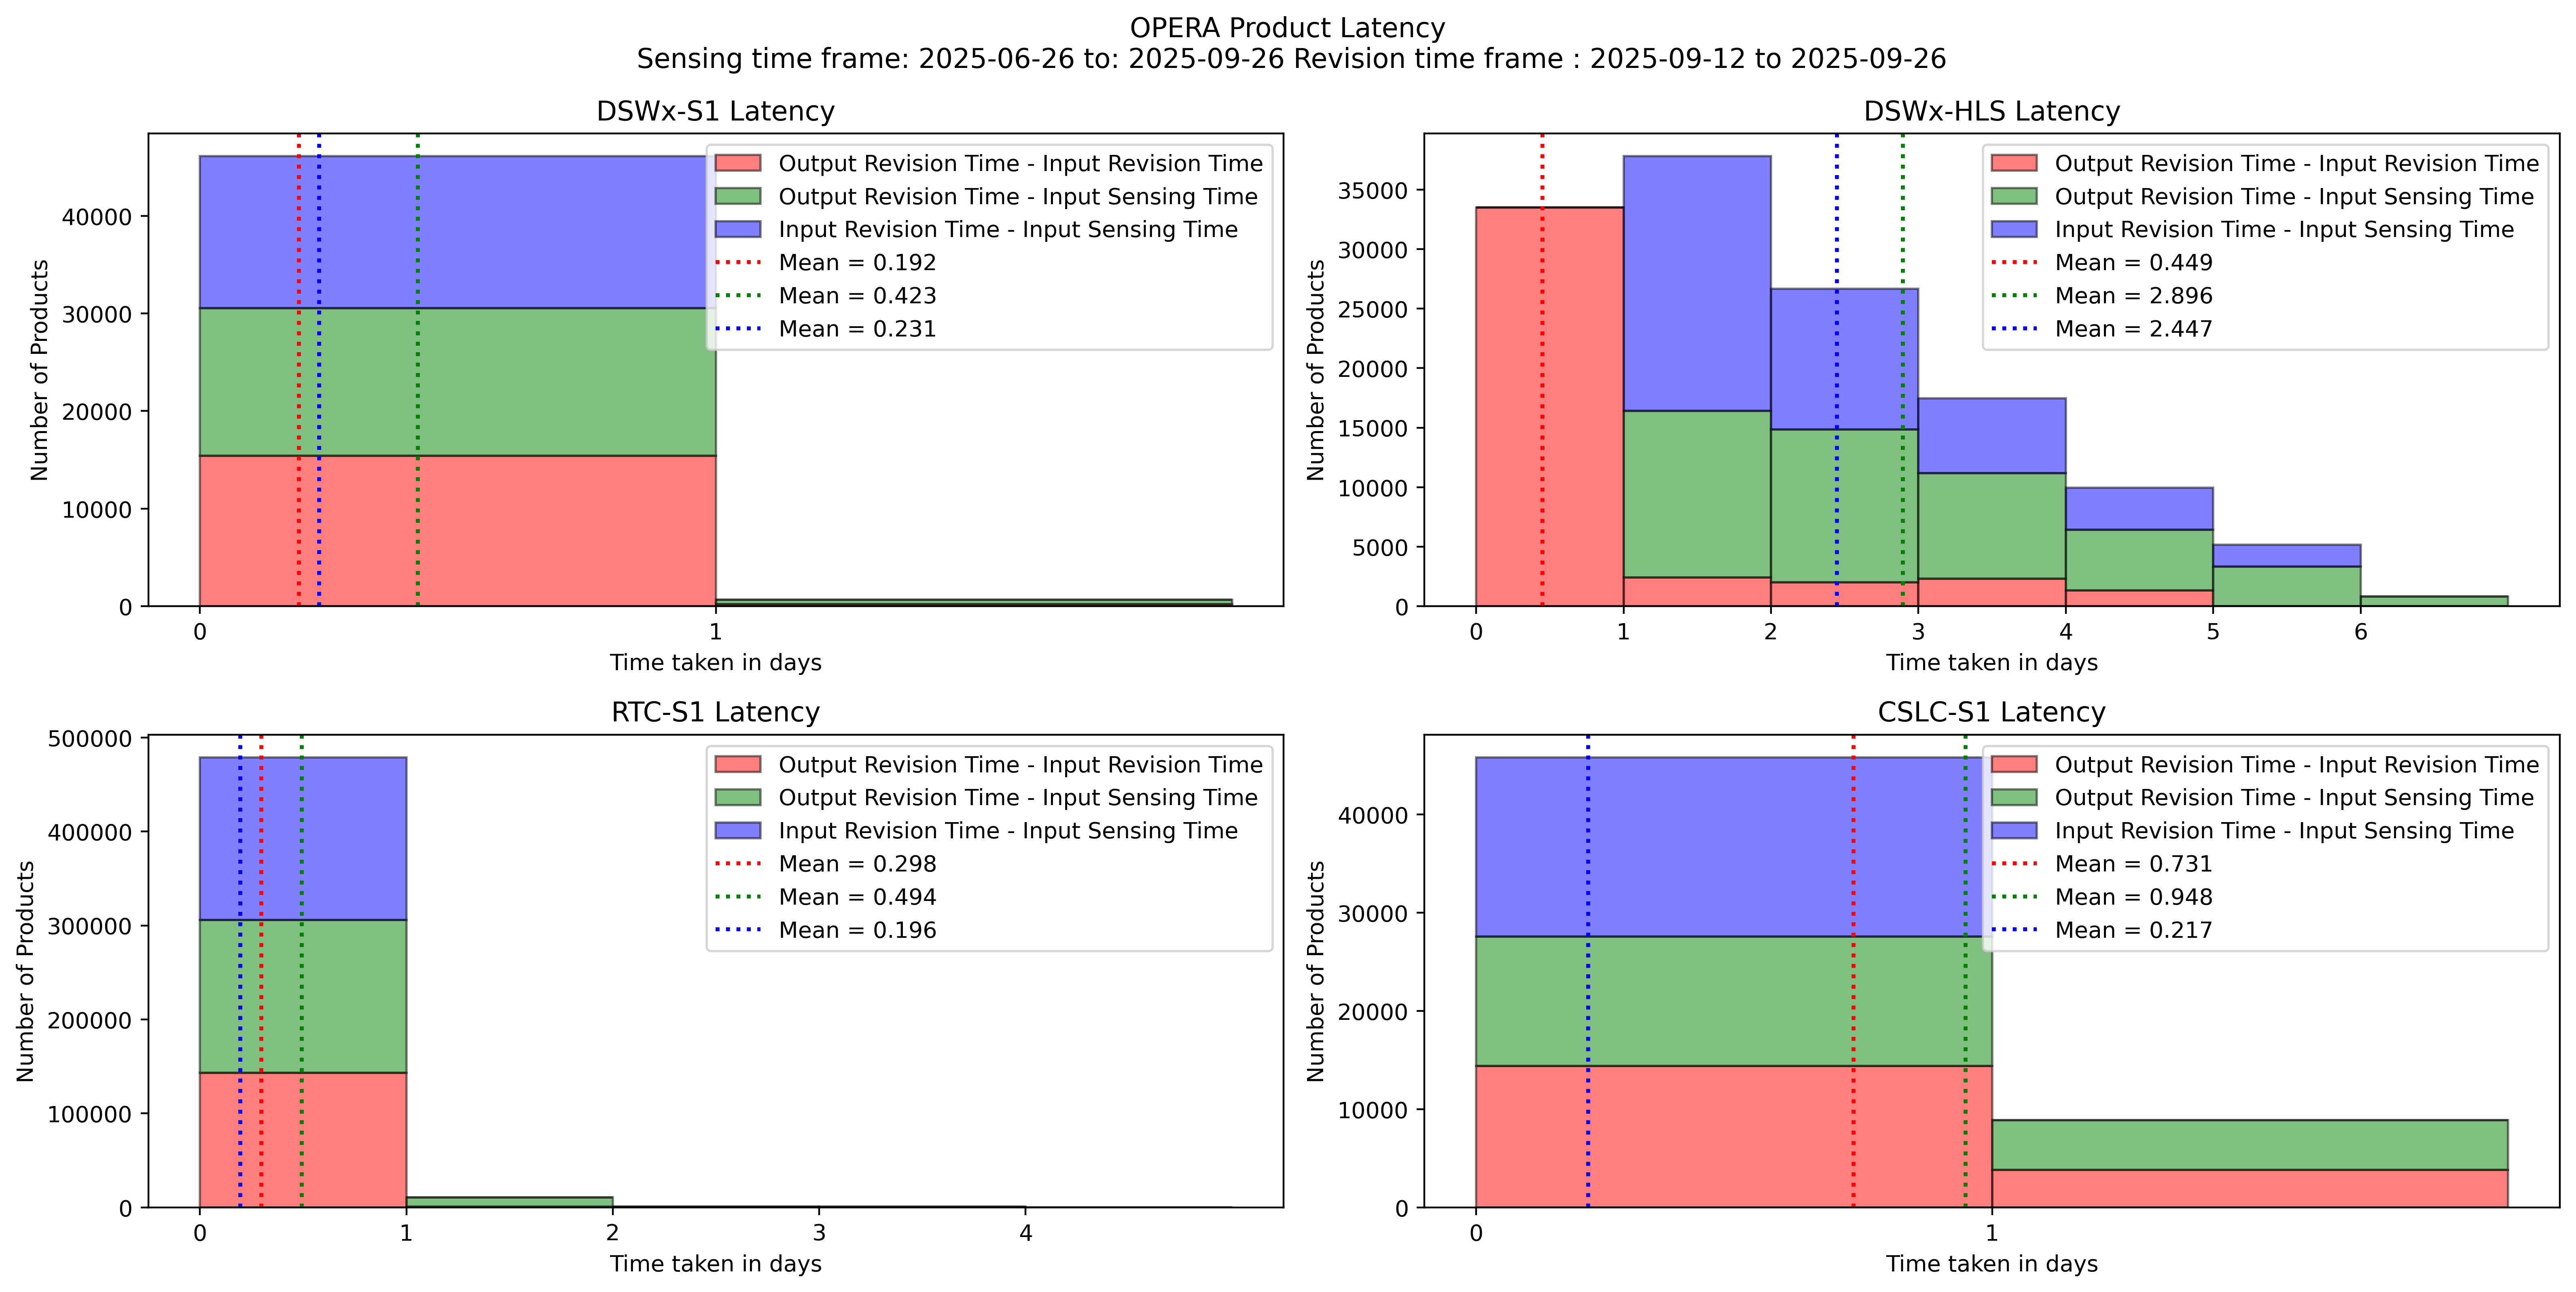 OPERA Product Latency
Sensing time frame: 2025-06-26 to: 2025-09-26 Revision time frame : 2025-09-12 to 2025-09-26
DSWx-S1 Latency
Number of Products
40000
30000
20000
10000
0
0
1
Time taken in days
Output Revision Time - Input Revision Time
Output Revision Time - Input Sensing Time
Input Revision Time - Input Sensing Time
Mean = 0.192
Mean = 0.423
Mean = 0.231
DSWx-HLS Latency
Number of Products
35000
30000
25000
20000
15000
10000
5000
0
0
1
2
3
4
5
6
Time taken in days
Output Revision Time - Input Revision Time
Output Revision Time - Input Sensing Time
Input Revision Time - Input Sensing Time
Mean = 0.449
Mean = 2.896
Mean = 2.447
RTC-S1 Latency
Number of Products
500000
400000
300000
200000
100000
0
0
1
2
3
4
Time taken in days
Output Revision Time - Input Revision Time
Output Revision Time - Input Sensing Time
Input Revision Time - Input Sensing Time
Mean = 0.298
Mean = 0.494
Mean = 0.196
CSLC-S1 Latency
Number of Products
40000
30000
20000
10000
0
0
1
Time taken in days
Output Revision Time - Input Revision Time
Output Revision Time - Input Sensing Time
Input Revision Time - Input Sensing Time
Mean = 0.731
Mean = 0.948
Mean = 0.217